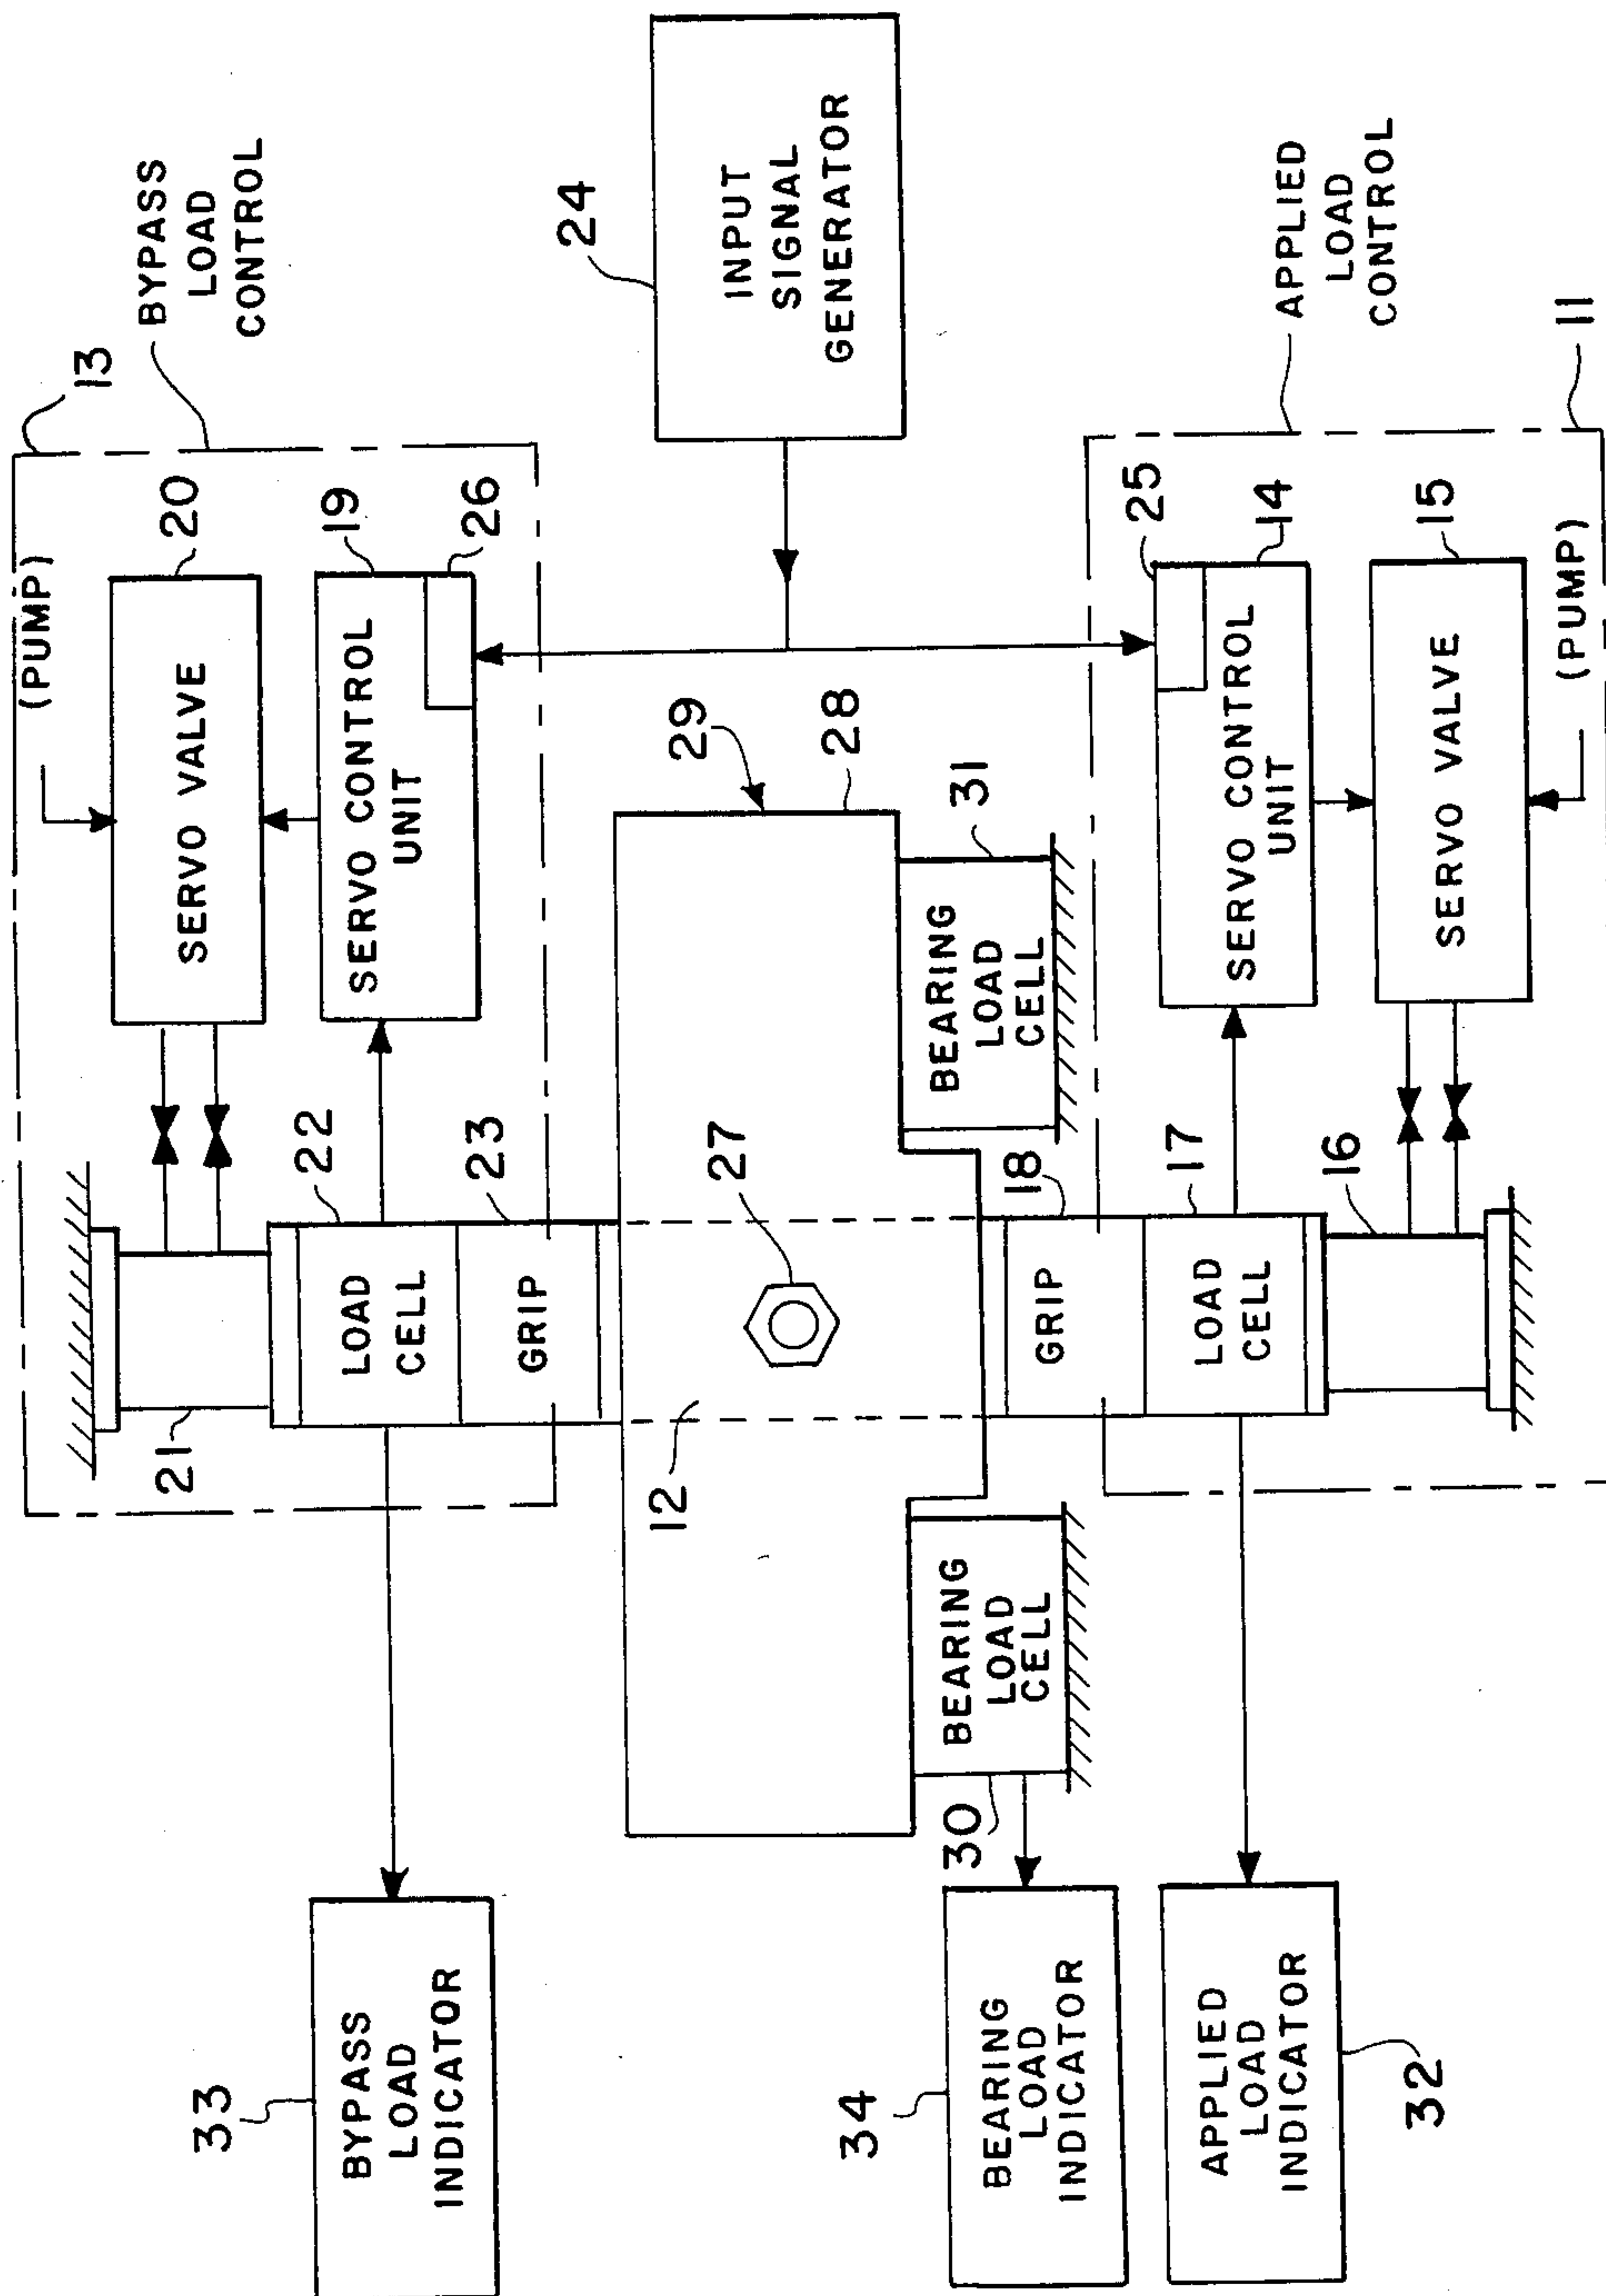 13
BYPASS
LOAD
CONTROL
(PUMP)
SERVO VALVE
20
SERVO CONTROL
UNIT
19
26
21
LOAD
CELL
22
GRIP
23
33
BYPASS
LOAD
INDICATOR
24
INPUT
SIGNAL
GENERATOR
29
28
12
27
BEARING
LOAD
CELL
31
BEARING
LOAD
CELL
30
34
BEARING
LOAD
INDICATOR
APPLIED
LOAD
INDICATOR
32
GRIP
18
LOAD
CELL
17
16
25
SERVO CONTROL
UNIT
14
SERVO VALVE
15
(PUMP)
APPLIED
LOAD
CONTROL
11